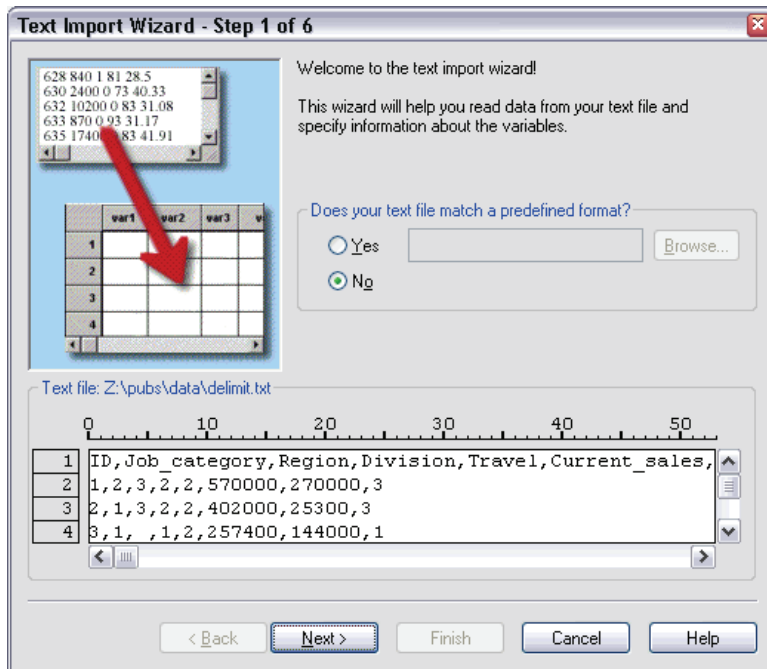 Text Import Wizard - Step 1 of 6
628 840 1 81 28.5
630 2400 0 73 40.33
632 10200 0 83 31.08
633 870 0 93 31.17
635 1740 83 41.91
var1 var2 var3 v
1
2
3
4
Welcome to the text import wizard!
This wizard will help you read data from your text file and
specify information about the variables.
Does your text file match a predefined format?
Yes Browse...
No
Text file: Z:\pubs\data\delimit.txt
0 10 20 30 40 50
1 ID,Job_category,Region,Division,Travel,Current_sales,
2 1,2,3,2,2,570000,270000,3
3 2,1,3,2,2,402000,25300,3
4 3,1, ,1,2,257400,144000,1
< Back Next > Finish Cancel Help